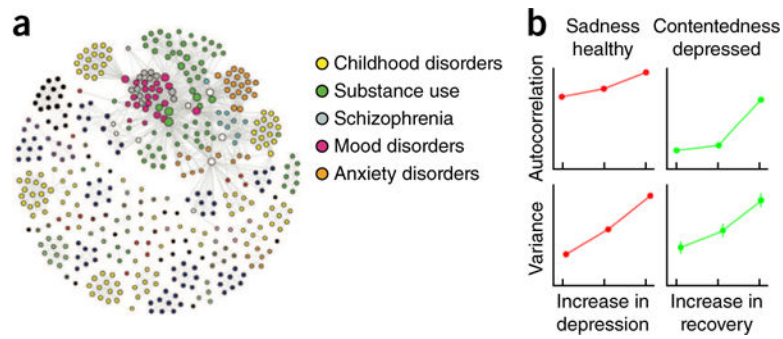 a
Childhood disorders
Substance use
Schizophrenia
Mood disorders
Anxiety disorders
b
Sadness
healthy
Contentedness
depressed
Autocorrelation
Variance
Increase in
depression
Increase in
recovery